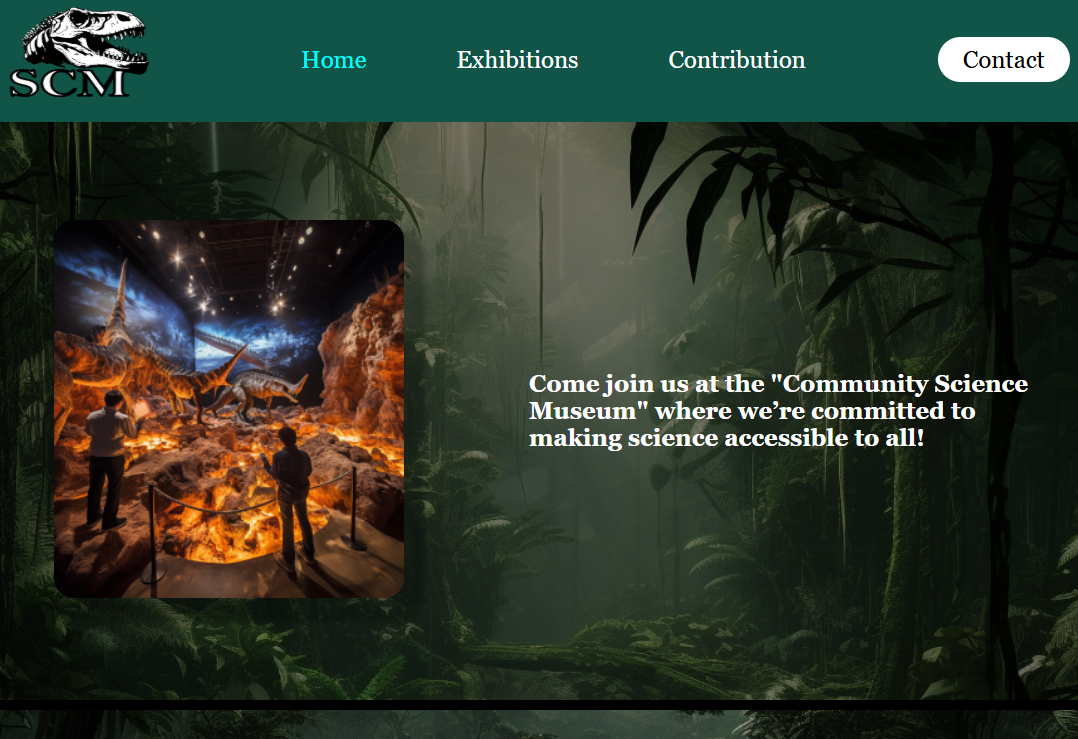 SCM
Home
Exhibitions
Contribution
Contact
Come join us at the "Community Science
Museum" where we’re committed to
making science accessible to all!